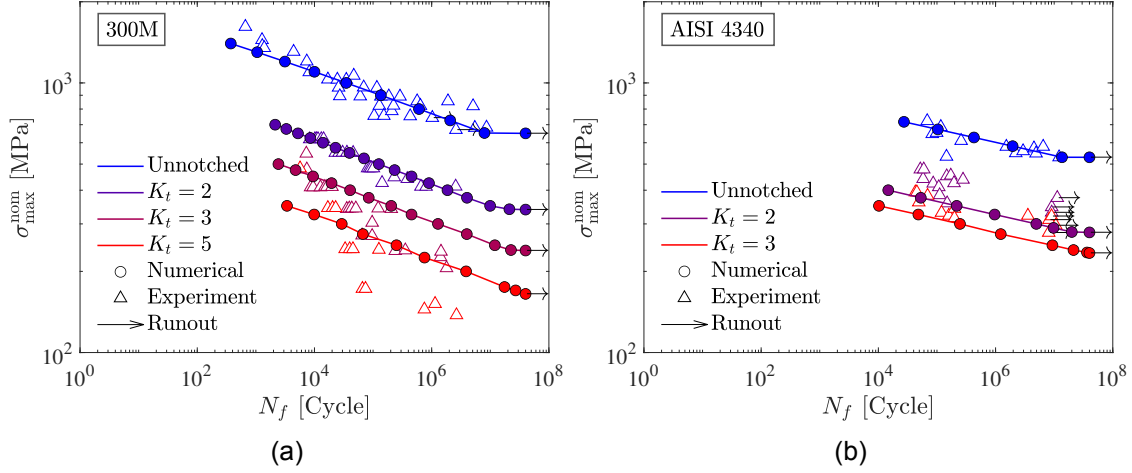 300M
σ_max^nom [MPa]
10^3
10^2
Unnotched
K_t = 2
K_t = 3
K_t = 5
Numerical
Experiment
Runout
10^0 10^2 10^4 10^6 10^8
N_f [Cycle]
(a)
AISI 4340
σ_max^nom [MPa]
10^3
10^2
Unnotched
K_t = 2
K_t = 3
Numerical
Experiment
Runout
10^0 10^2 10^4 10^6 10^8
N_f [Cycle]
(b)